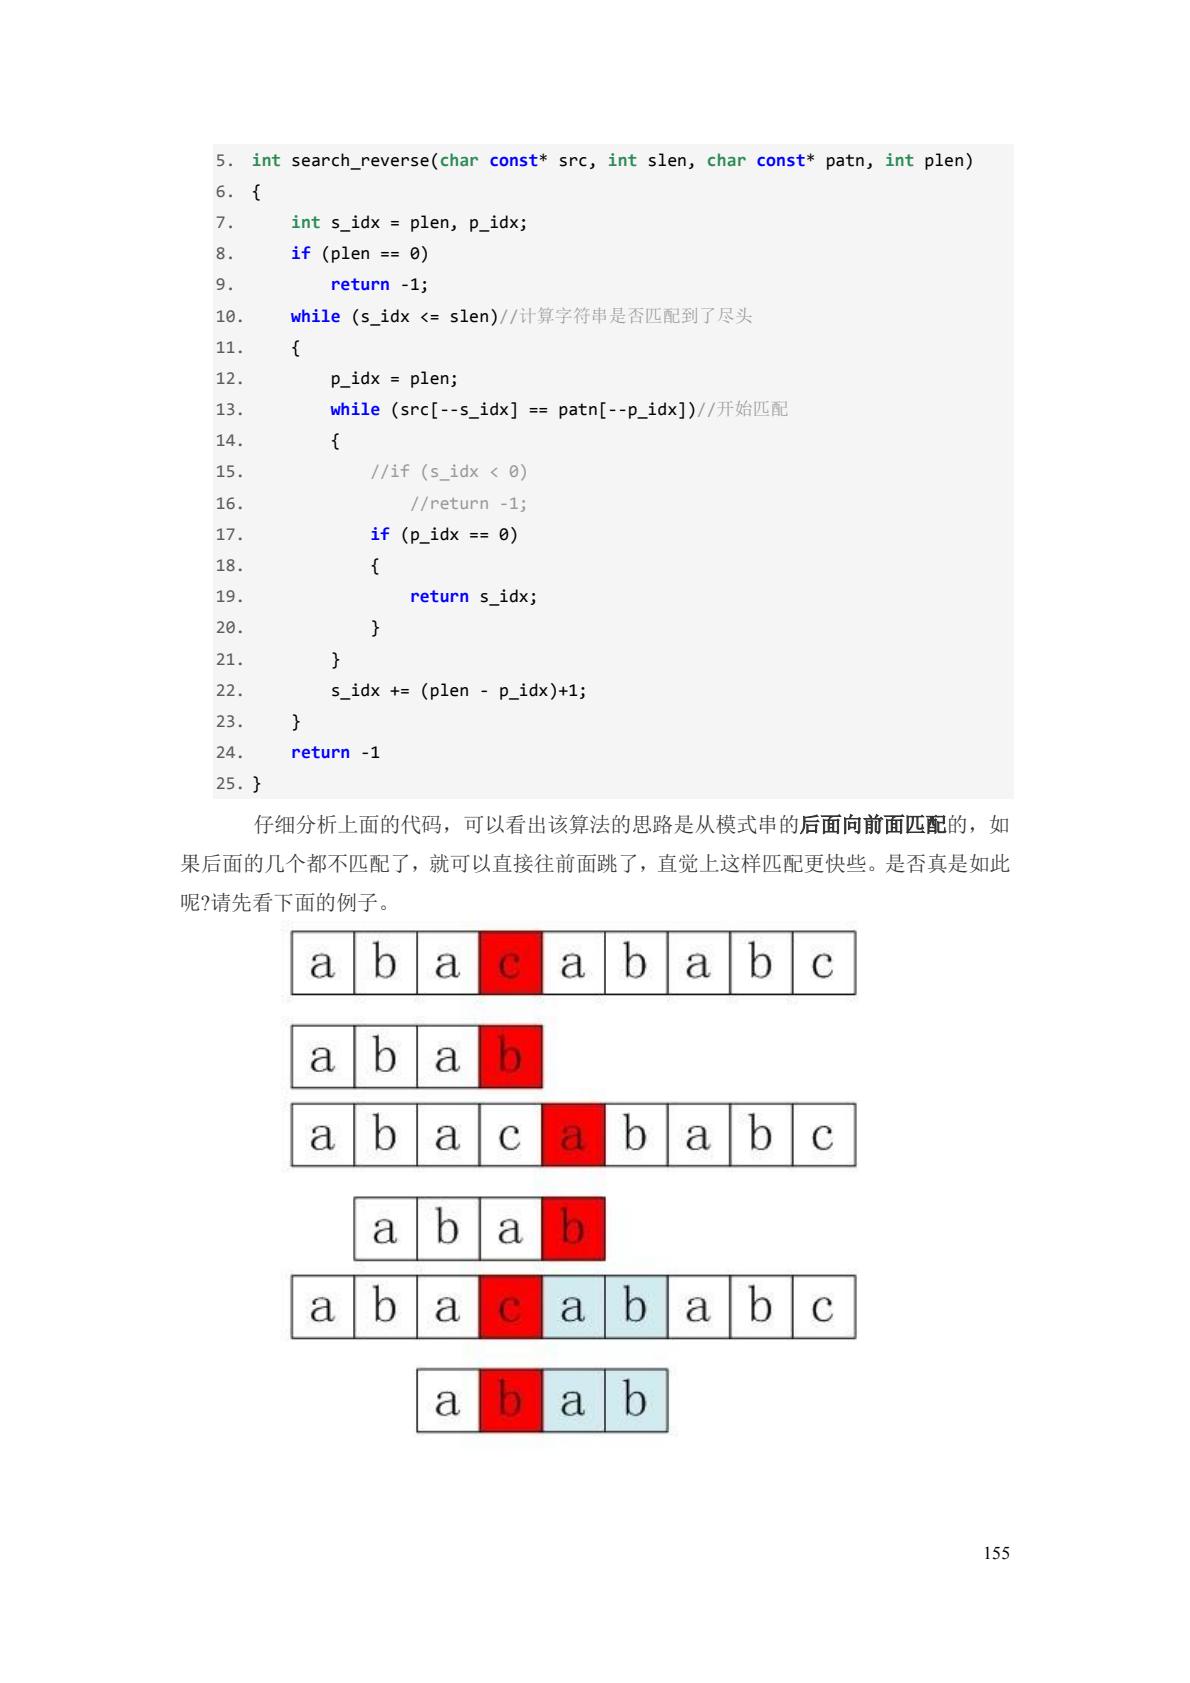 5. int search_reverse(char const* src, int slen, char const* patn, int plen)
6. {
7.     int s_idx = plen, p_idx;
8.     if (plen == 0)
9.         return -1;
10.     while (s_idx <= slen)//计算字符串是否匹配到了尽头
11.     {
12.         p_idx = plen;
13.         while (src[--s_idx] == patn[--p_idx])//开始匹配
14.         {
15.             //if (s_idx < 0)
16.                 //return -1;
17.             if (p_idx == 0)
18.             {
19.                 return s_idx;
20.             }
21.         }
22.         s_idx += (plen - p_idx)+1;
23.     }
24.     return -1
25. }
仔细分析上面的代码，可以看出该算法的思路是从模式串的后面向前面匹配的，如
果后面的几个都不匹配了，就可以直接往前面跳了，直觉上这样匹配更快些。是否真是如此
呢?请先看下面的例子。
a b a c a b a b c
a b a b
a b a c a b a b c
a b a b
a b a c a b a b c
a b a b
155